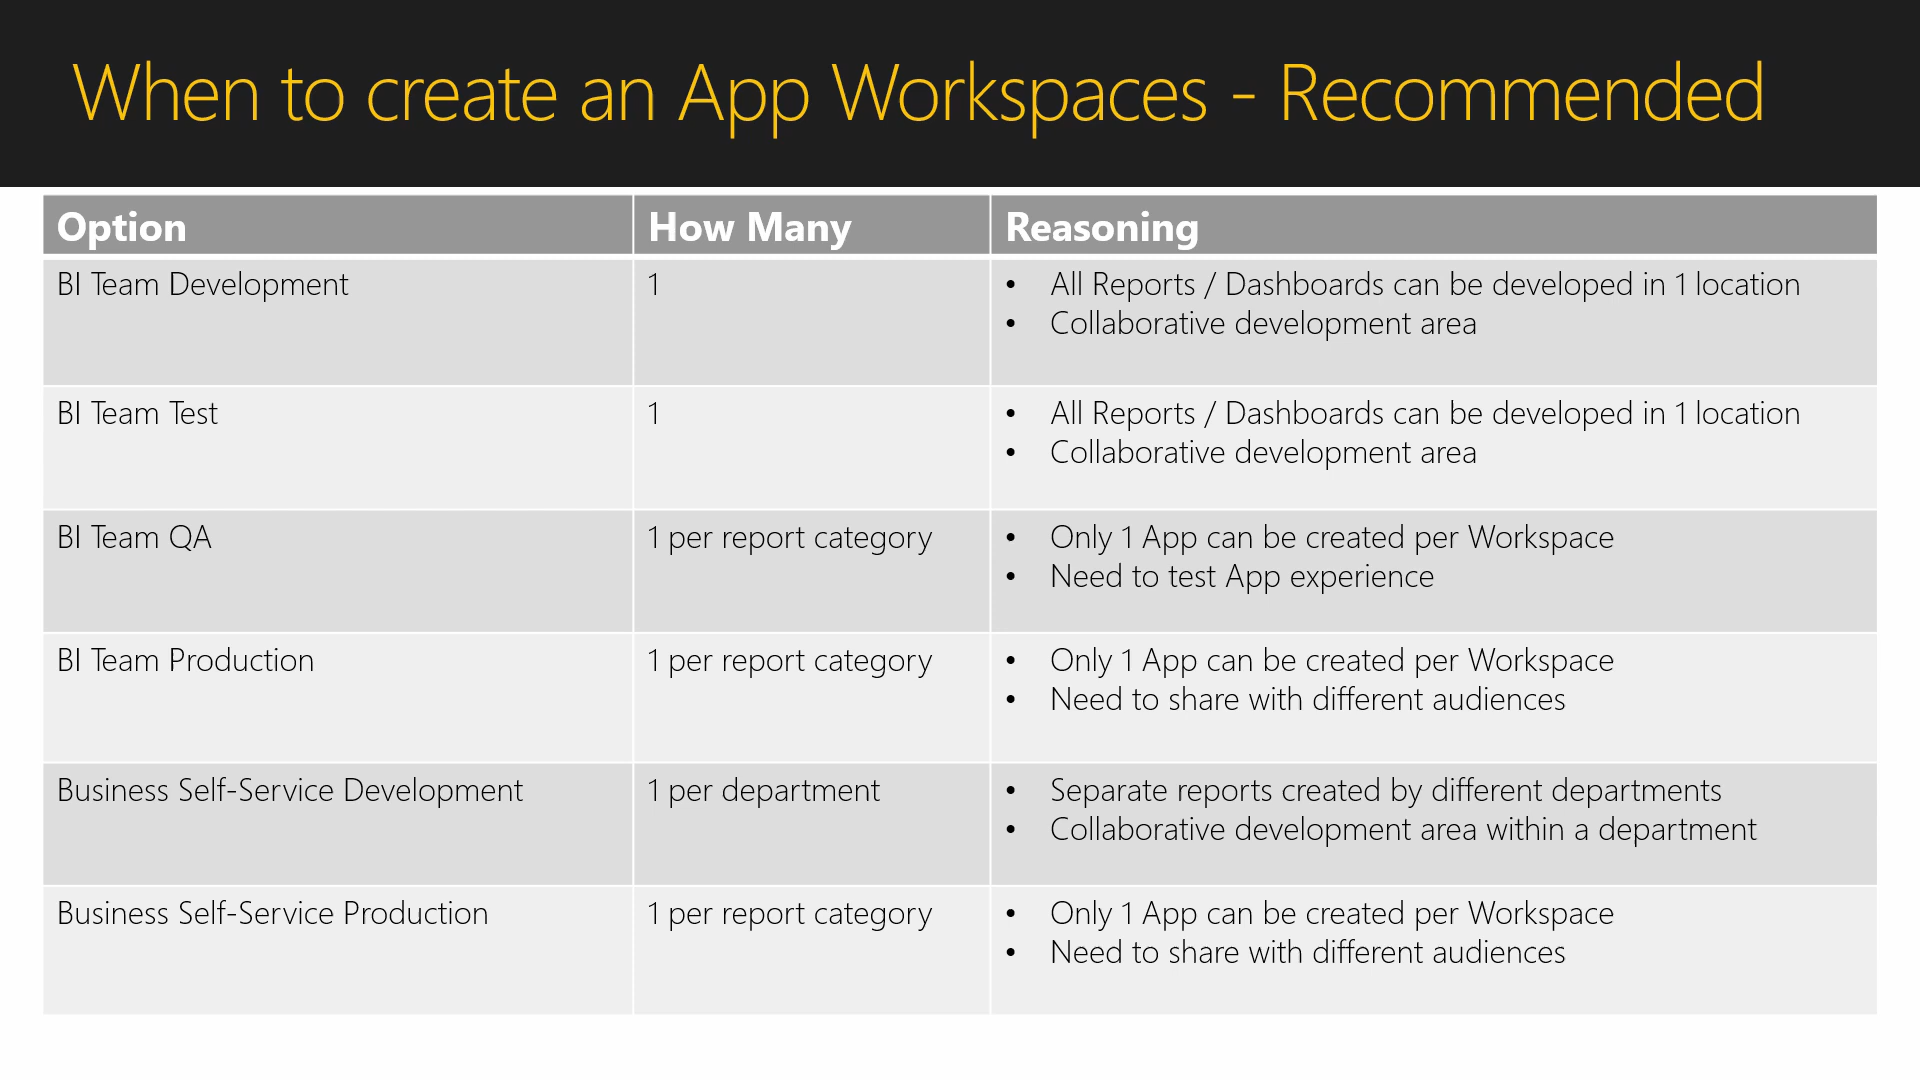 When to create an App Workspaces - Recommended
Option How Many Reasoning
BI Team Development 1 • All Reports / Dashboards can be developed in 1 location
• Collaborative development area
BI Team Test 1 • All Reports / Dashboards can be developed in 1 location
• Collaborative development area
BI Team QA 1 per report category • Only 1 App can be created per Workspace
• Need to test App experience
BI Team Production 1 per report category • Only 1 App can be created per Workspace
• Need to share with different audiences
Business Self-Service Development 1 per department • Separate reports created by different departments
• Collaborative development area within a department
Business Self-Service Production 1 per report category • Only 1 App can be created per Workspace
• Need to share with different audiences